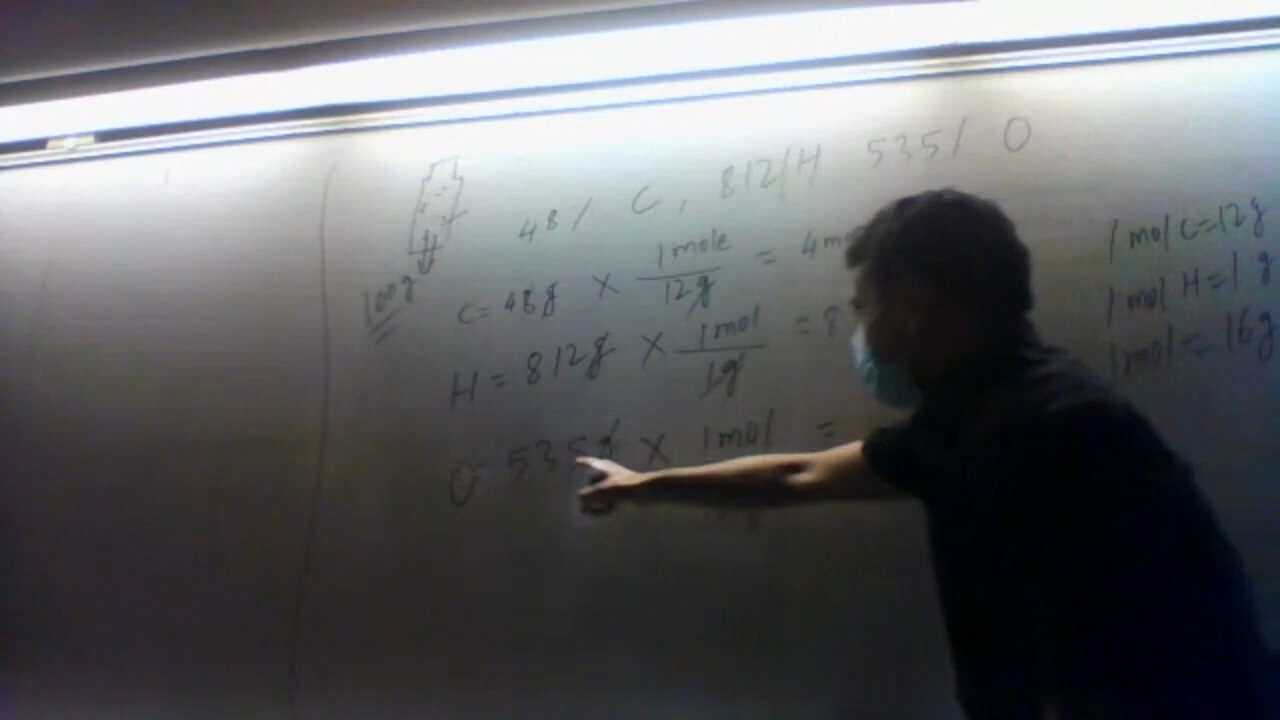 48/ C, 812/H 535/ O
100g
C= 48g × 1mole/12g = 4
H = 812g × 1mol/1g = 8
O= 535g × 1mol =
1 mol C=12g
1 mol H=1 g
1 mol = 16g